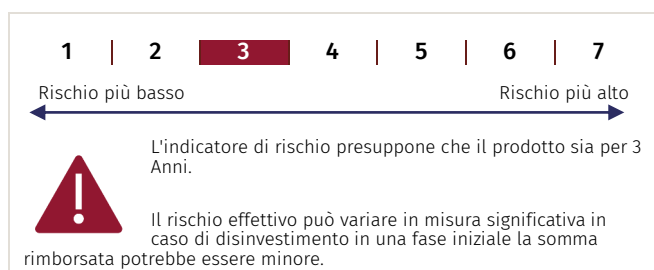 1 | 2 | 3 | 4 | 5 | 6 | 7
Rischio più basso Rischio più alto
L'indicatore di rischio presuppone che il prodotto sia per 3
Anni.
Il rischio effettivo può variare in misura significativa in
caso di disinvestimento in una fase iniziale la somma
rimborsata potrebbe essere minore.